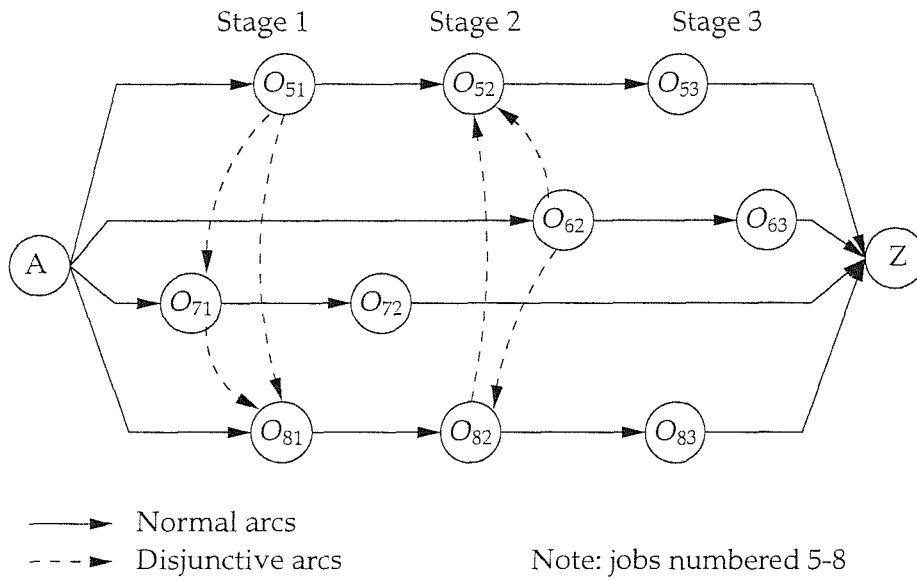 Stage 1 Stage 2 Stage 3
O51 O52 O53
O62 O63
A Z
O71 O72
O81 O82 O83
Normal arcs
Disjunctive arcs Note: jobs numbered 5-8